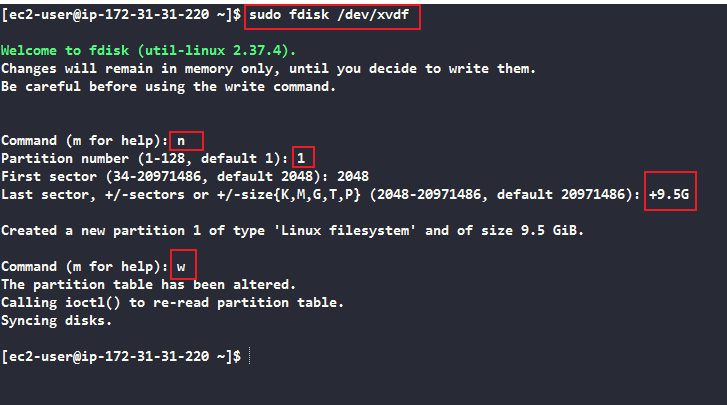 [ec2-user@ip-172-31-31-220 ~]$ sudo fdisk /dev/xvdf
Welcome to fdisk (util-linux 2.37.4).
Changes will remain in memory only, until you decide to write them.
Be careful before using the write command.
Command (m for help): n
Partition number (1-128, default 1): 1
First sector (34-20971486, default 2048): 2048
Last sector, +/-sectors or +/-size{K,M,G,T,P} (2048-20971486, default 20971486): +9.5G
Created a new partition 1 of type 'Linux filesystem' and of size 9.5 GiB.
Command (m for help): w
The partition table has been altered.
Calling ioctl() to re-read partition table.
Syncing disks.
[ec2-user@ip-172-31-31-220 ~]$